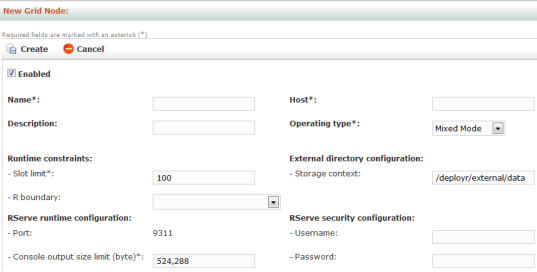 New Grid Node:
Required fields are marked with an asterisk (*)
Create Cancel
Enabled
Name*: Host*:
Description: Operating type*: Mixed Mode
Runtime constraints: External directory configuration:
- Slot limit*: 100 - Storage context: /deployr/external/data
- R boundary:
RServe runtime configuration: RServe security configuration:
- Port: 9311 - Username:
- Console output size limit (byte)*: 524,288 - Password: